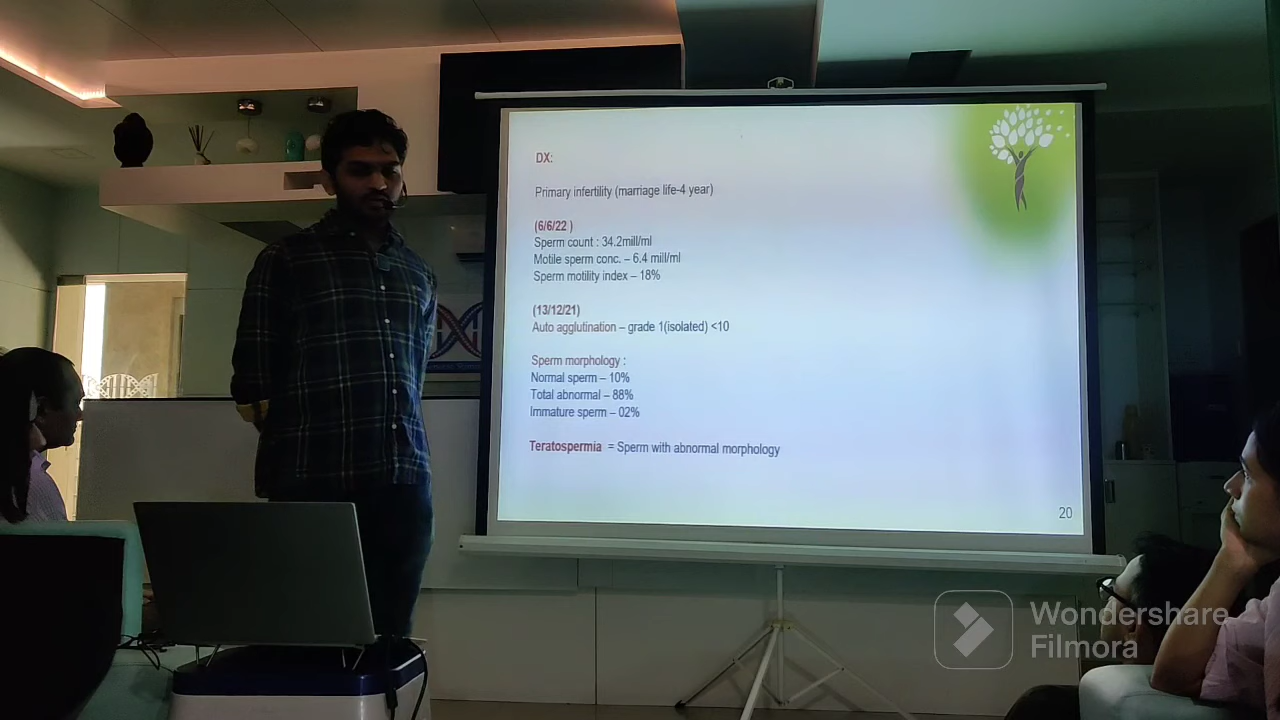 DX:
Primary infertility (marriage life-4 year)
(6/6/22 )
Sperm count : 34.2mill/ml
Motile sperm conc. – 6.4 mill/ml
Sperm motility index – 18%
(13/12/21)
Auto agglutination – grade 1(isolated) <10
Sperm morphology :
Normal sperm – 10%
Total abnormal – 88%
Immature sperm – 02%
Teratospermia = Sperm with abnormal morphology
20
Wondershare
Filmora